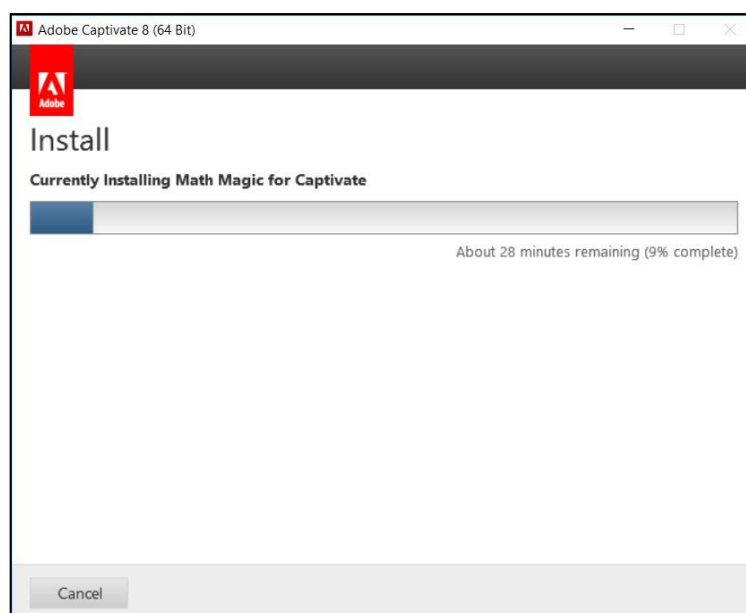 Adobe Captivate 8 (64 Bit)
Adobe
Install
Currently Installing Math Magic for Captivate
About 28 minutes remaining (9% complete)
Cancel